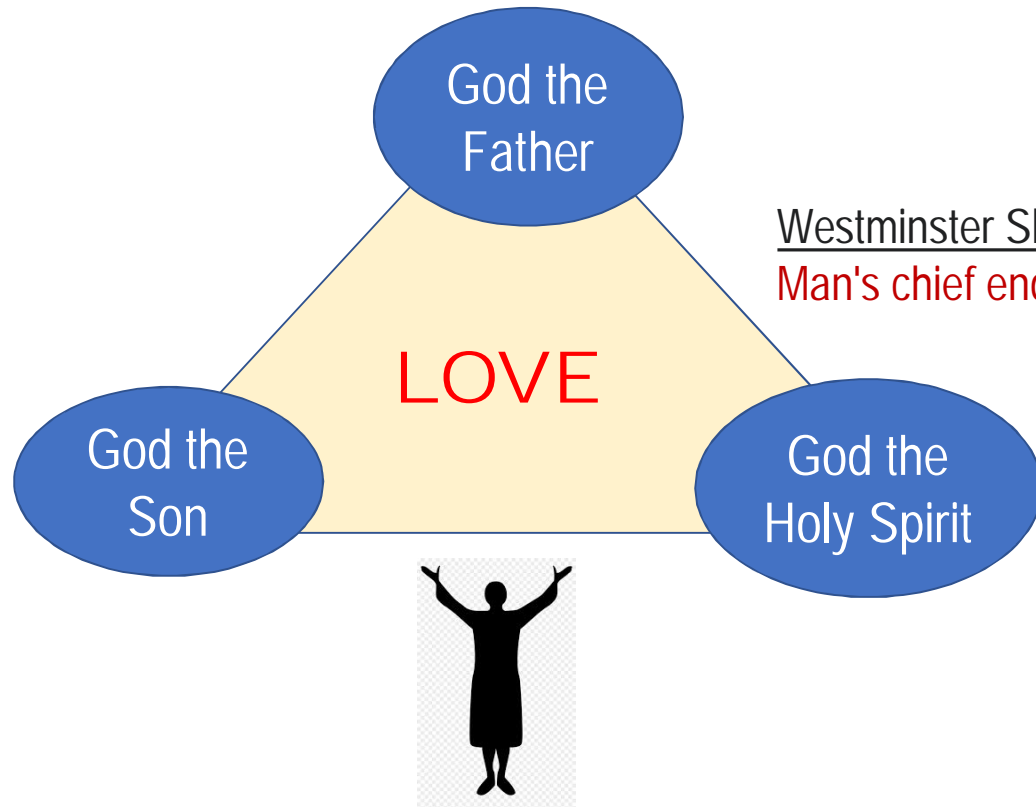 God the
Father
Westminster
Man's chief
LOVE
God the
Son
God the
Holy Spirit